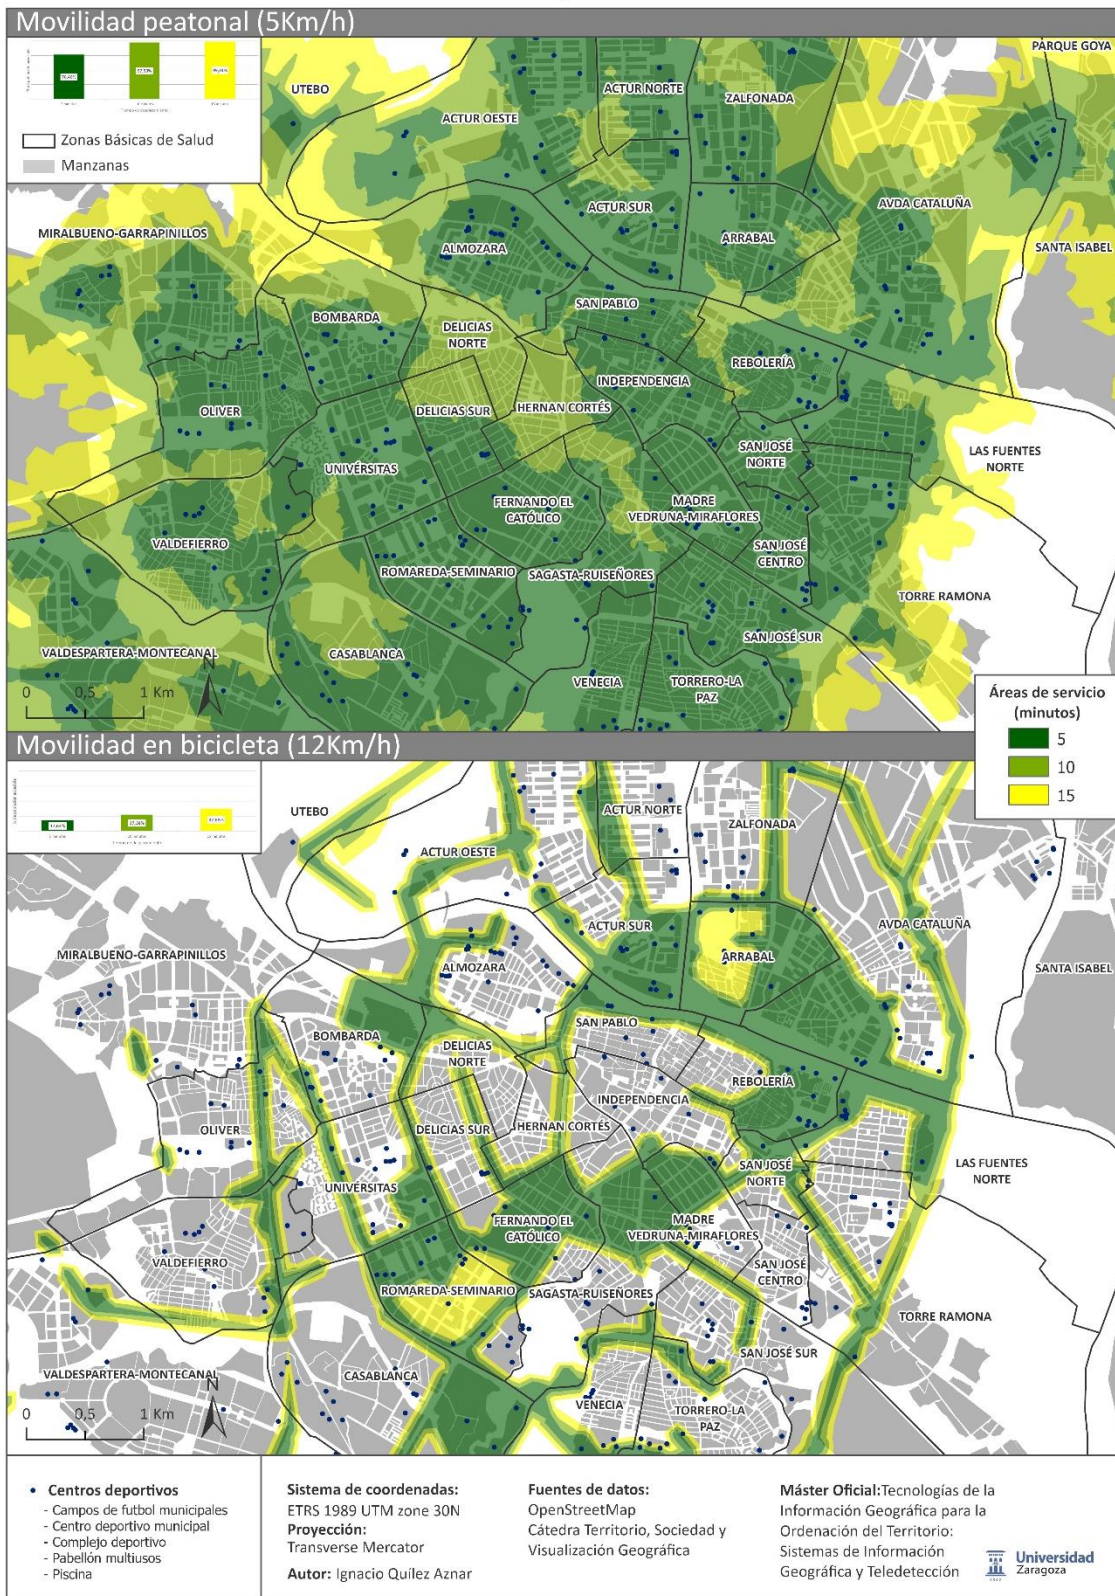 Movilidad peatonal (5Km/h)
Zonas Básicas de Salud
Manzanas
PARQUE GOYA
UTEBO
ACTUR NORTE
ZALFONADA
ACTUR OESTE
AVDA CATALUÑA
ACTUR SUR
MIRALBUENO-GARRAPINILLOS
ARRABAL
SANTA ISABEL
ALMOZARA
SAN PABLO
BOMBARDA
DELICIAS
NORTE
REBOLERÍA
INDEPENDENCIA
OLIVER
DELICIAS SUR
HERNAN CORTÉS
SAN JOSÉ
NORTE
LAS FUENTES
NORTE
UNIVÉRSITAS
FERNANDO EL
CATÓLICO
MADRE
VEDRUNA-MIRAFLORES
VALDEFIERRO
SAN JOSÉ
CENTRO
ROMAREDA-SEMINARIO
SAGASTA-RUISEÑORES
TORRE RAMONA
SAN JOSÉ SUR
VALDESPARTERA-MONTECANAL
CASABLANCA
VENECIA
TORRERO-LA
PAZ
N
0 0,5 1 Km
Áreas de servicio
(minutos)
5
10
15
Movilidad en bicicleta (12Km/h)
UTEBO
ACTUR NORTE
ZALFONADA
ACTUR OESTE
ACTUR SUR
AVDA CATALUÑA
MIRALBUENO-GARRAPINILLOS
ARRABAL
ALMOZARA
SANTA ISABEL
SAN PABLO
BOMBARDA
DELICIAS
NORTE
REBOLERÍA
INDEPENDENCIA
OLIVER
DELICIAS SUR
HERNAN CORTÉS
SAN JOSÉ
NORTE
LAS FUENTES
NORTE
UNIVÉRSITAS
FERNANDO EL
CATÓLICO
MADRE
VEDRUNA-MIRAFLORES
VALDEFIERRO
SAN JOSÉ
CENTRO
ROMAREDA-SEMINARIO
SAGASTA-RUISEÑORES
TORRE RAMONA
SAN JOSÉ SUR
VALDESPARTERA-MONTECANAL
CASABLANCA
VENECIA
TORRERO-LA
PAZ
N
0 0,5 1 Km
Centros deportivos
- Campos de futbol municipales
- Centro deportivo municipal
- Complejo deportivo
- Pabellón multiusos
- Piscina
Sistema de coordenadas:
ETRS 1989 UTM zone 30N
Proyección:
Transverse Mercator
Autor: Ignacio Quílez Aznar
Fuentes de datos:
OpenStreetMap
Cátedra Territorio, Sociedad y
Visualización Geográfica
Máster Oficial:Tecnologías de la
Información Geográfica para la
Ordenación del Territorio:
Sistemas de Información
Geográfica y Teledetección
Universidad
Zaragoza